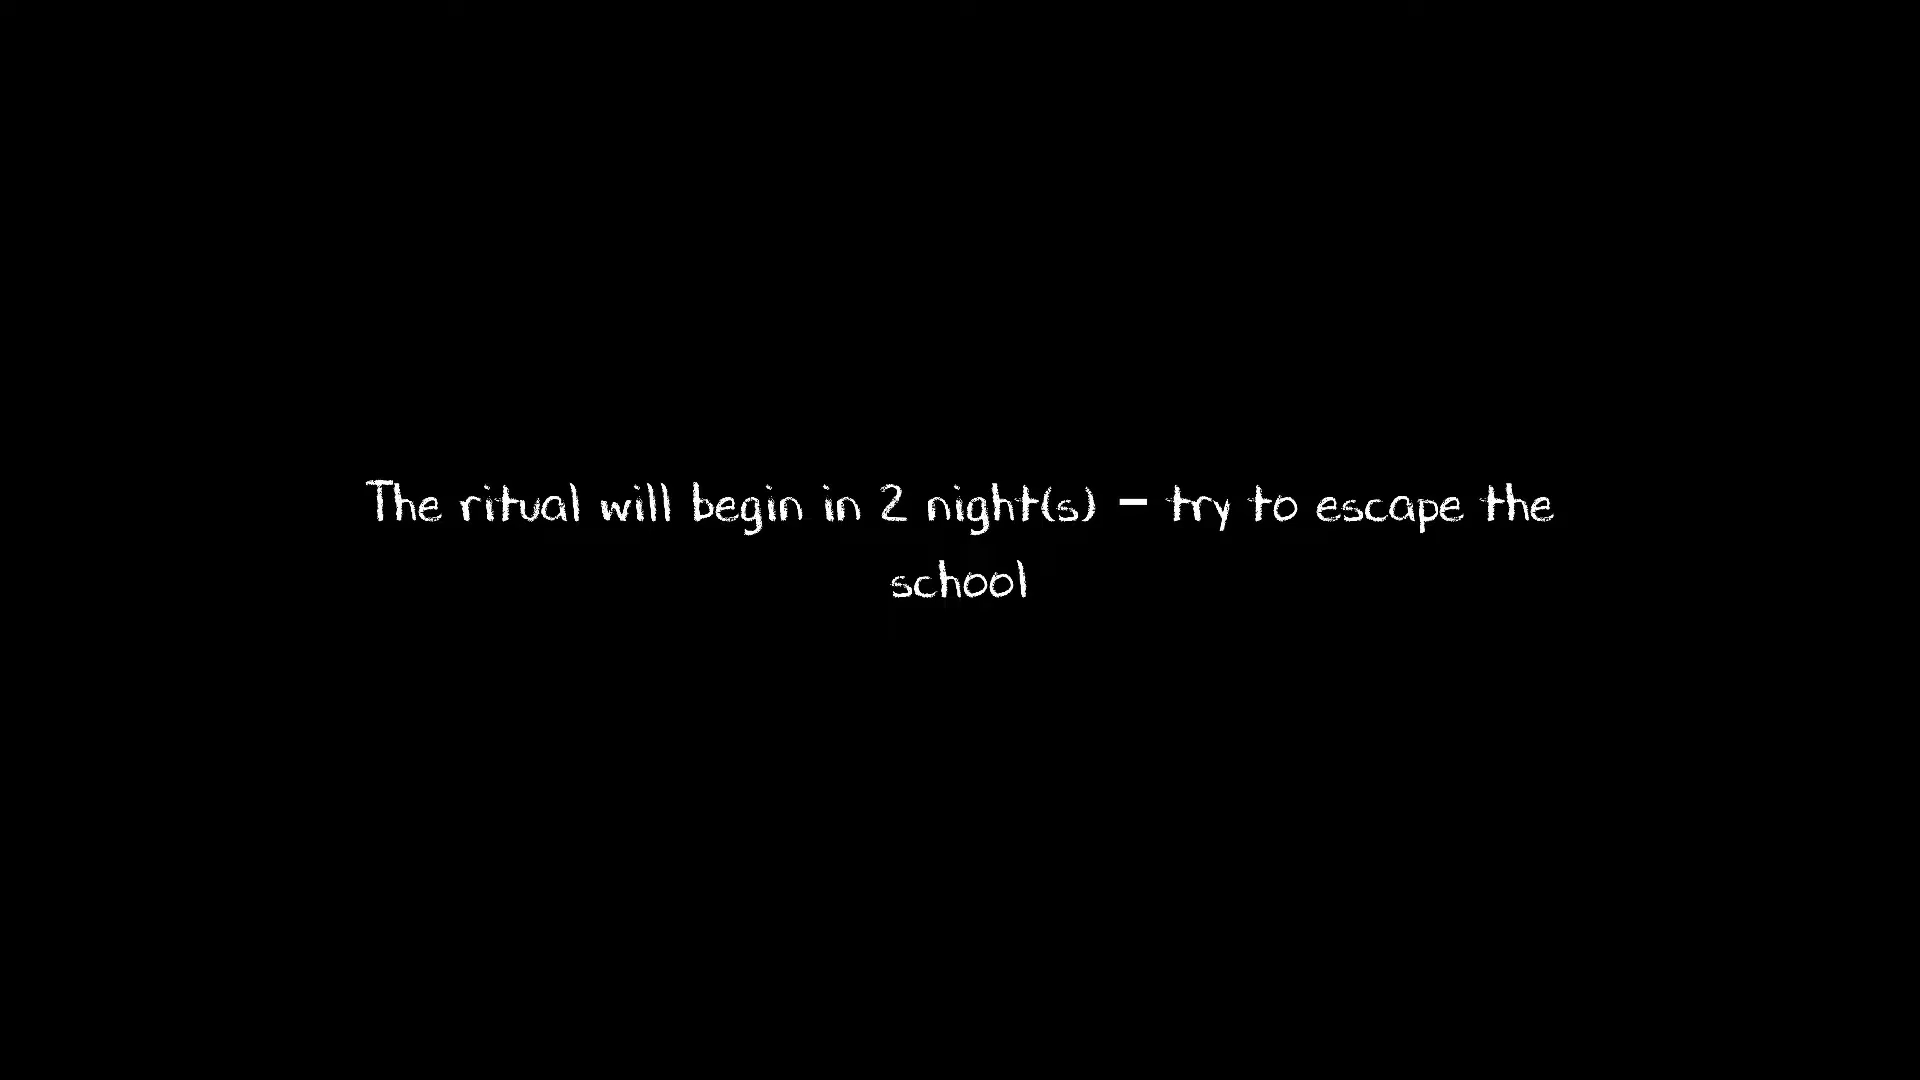 The ritual will begin in 2 night(s) - try to escape the
school